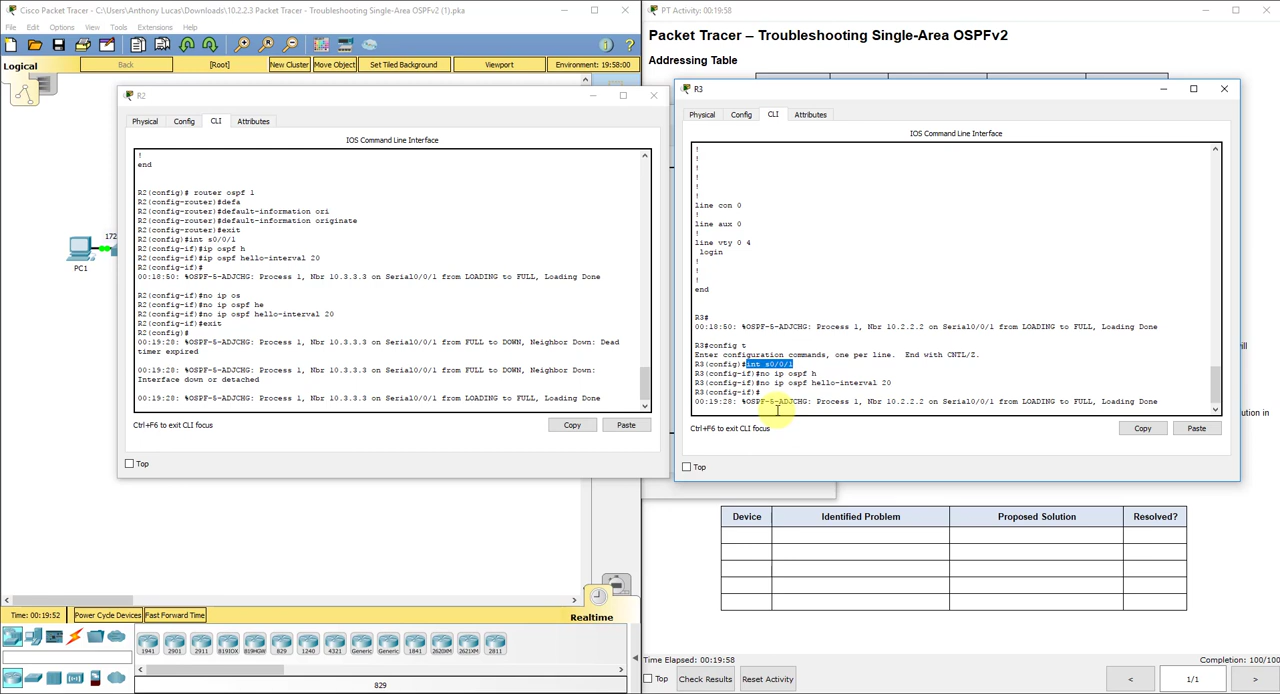 Cisco Packet Tracer - C:\Users\Anthony Lucas\Downloads\10.2.2.3 Packet Tracer - Troubleshooting Single-Area OSPFv2 (1).pka
File Edit Options View Tools Extensions Help
Logical
Back
[Root]
New Cluster
Move Object
Set Tiled Background
Viewport
Environment: 19:58:00
172
PC1
R2
Physical
Config
CLI
Attributes
IOS Command Line Interface
!
end
R2(config)# router ospf 1
R2(config-router)#defa
R2(config-router)#default-information ori
R2(config-router)#default-information originate
R2(config-router)#exit
R2(config)#int s0/0/1
R2(config-if)#ip ospf h
R2(config-if)#ip ospf hello-interval 20
R2(config-if)#
00:18:50: %OSPF-5-ADJCHG: Process 1, Nbr 10.3.3.3 on Serial0/0/1 from LOADING to FULL, Loading Done
R2(config-if)#no ip os
R2(config-if)#no ip ospf he
R2(config-if)#no ip ospf hello-interval 20
R2(config-if)#exit
R2(config)#
00:19:28: %OSPF-5-ADJCHG: Process 1, Nbr 10.3.3.3 on Serial0/0/1 from FULL to DOWN, Neighbor Down: Dead
timer expired
00:19:28: %OSPF-5-ADJCHG: Process 1, Nbr 10.3.3.3 on Serial0/0/1 from FULL to DOWN, Neighbor Down:
Interface down or detached
00:19:28: %OSPF-5-ADJCHG: Process 1, Nbr 10.3.3.3 on Serial0/0/1 from LOADING to FULL, Loading Done
Ctrl+F6 to exit CLI focus
Copy
Paste
Top
Time: 00:19:52
Power Cycle Devices
Fast Forward Time
Realtime
1941
2901
2911
819IOX
819HGW
829
1240
4321
Generic
Generic
1841
2620XM
2621XM
2811
829
PT Activity: 00:19:58
Packet Tracer – Troubleshooting Single-Area OSPFv2
Addressing Table
R3
Physical
Config
CLI
Attributes
IOS Command Line Interface
!
!
!
!
!
!
line con 0
!
line aux 0
!
line vty 0 4
login
!
!
!
end
R3#
00:18:50: %OSPF-5-ADJCHG: Process 1, Nbr 10.2.2.2 on Serial0/0/1 from LOADING to FULL, Loading Done
R3#config t
Enter configuration commands, one per line. End with CNTL/Z.
R3(config)#int s0/0/1
R3(config-if)#no ip ospf h
R3(config-if)#no ip ospf hello-interval 20
R3(config-if)#
00:19:28: %OSPF-5-ADJCHG: Process 1, Nbr 10.2.2.2 on Serial0/0/1 from LOADING to FULL, Loading Done
Ctrl+F6 to exit CLI focus
Copy
Paste
Top
will
ution in
Device
Identified Problem
Proposed Solution
Resolved?
Time Elapsed: 00:19:58
Completion: 100/100
Top
Check Results
Reset Activity
<
1/1
>